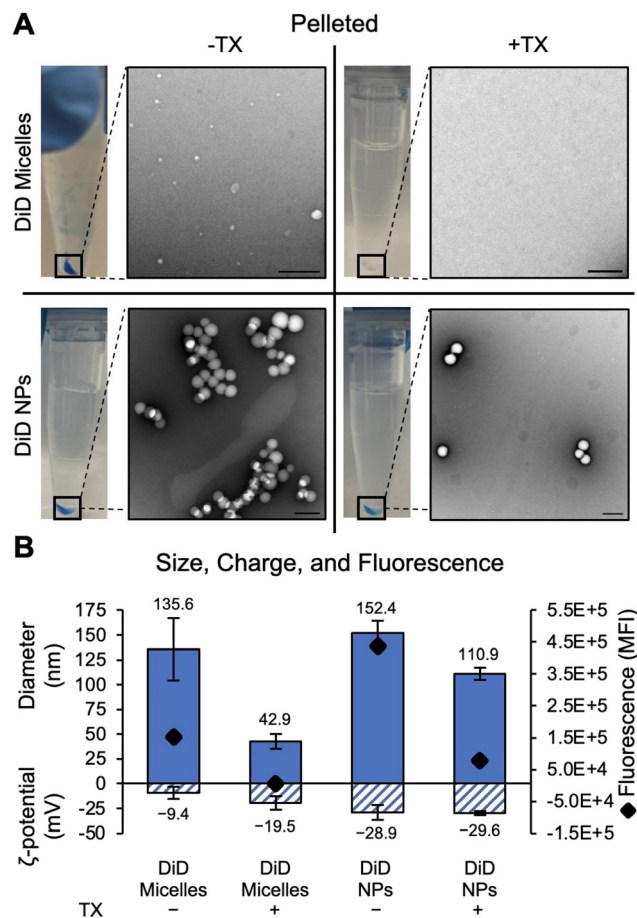 A
Pelleted
-TX
+TX
DiD Micelles
DiD NPs
B
Size, Charge, and Fluorescence
Diameter
(nm)
ζ-potential
(mV)
175
150
125
100
75
50
25
0
-25
-50
135.6
42.9
152.4
110.9
−9.4
−19.5
−28.9
−29.6
5.5E+5
4.5E+5
3.5E+5
2.5E+5
1.5E+5
5.0E+4
-5.0E+4
-1.5E+5
Fluorescence (MFI)
DiD
Micelles
DiD
Micelles
DiD
NPs
DiD
NPs
TX − + − +